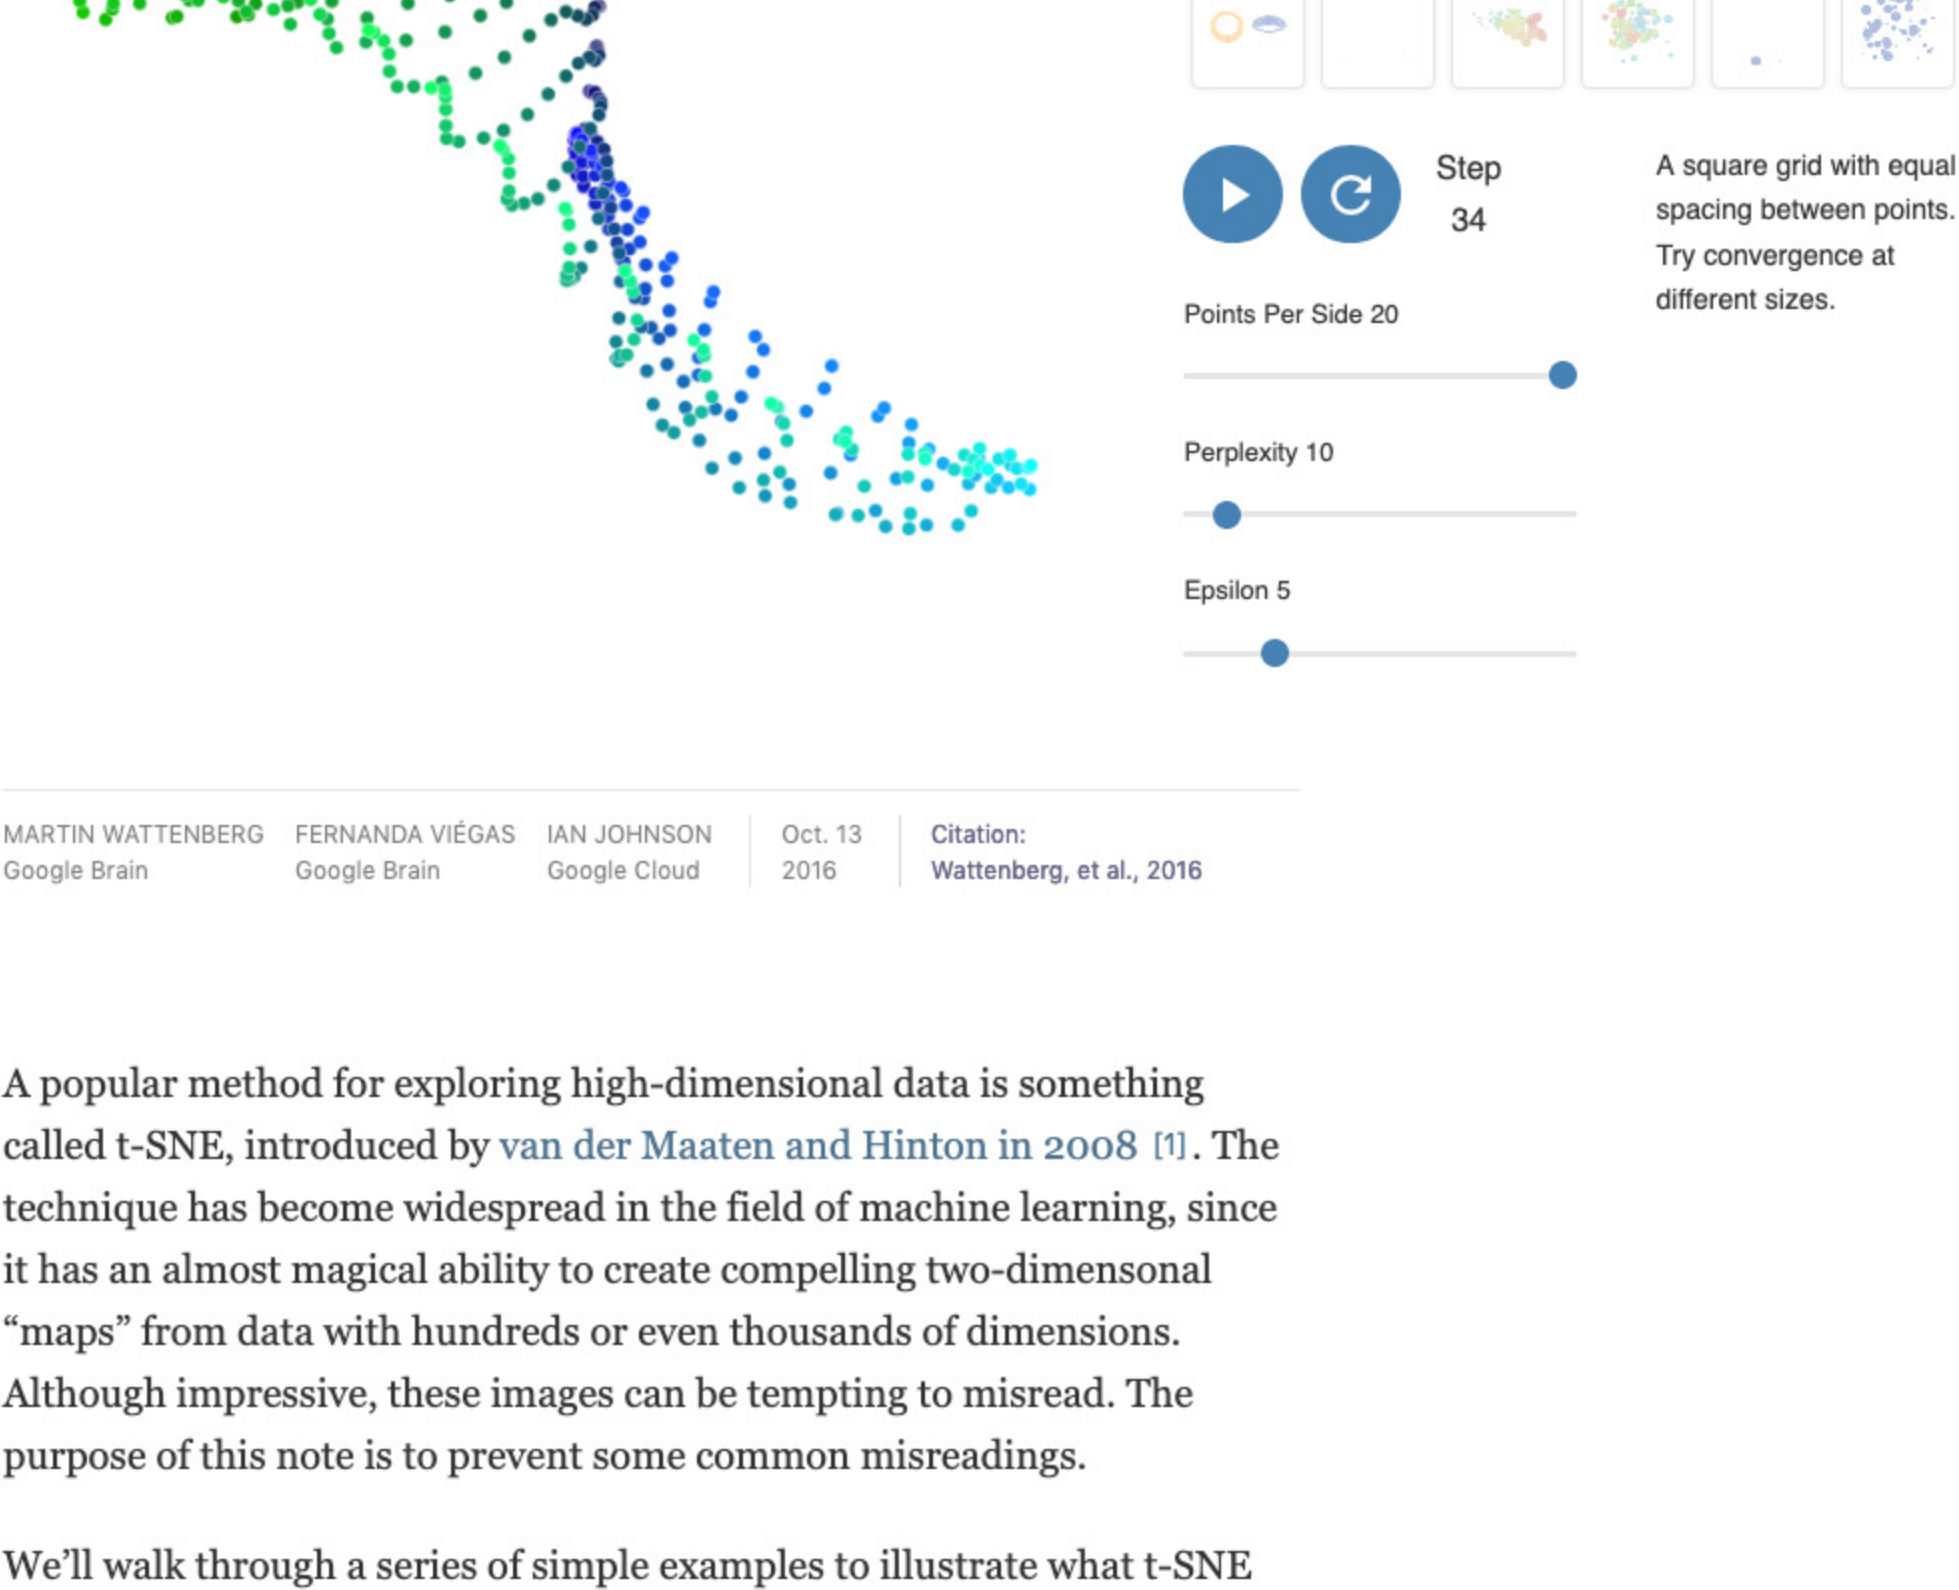 Step
34
A square grid with equal
spacing between points.
Try convergence at
different sizes.
Points Per Side 20
Perplexity 10
Epsilon 5
MARTIN WATTENBERG
Google Brain
FERNANDA VIÉGAS
Google Brain
IAN JOHNSON
Google Cloud
Oct. 13
2016
Citation:
Wattenberg, et al., 2016
A popular method for exploring high-dimensional data is something
called t-SNE, introduced by van der Maaten and Hinton in 2008 [1]. The
technique has become widespread in the field of machine learning, since
it has an almost magical ability to create compelling two-dimensonal
“maps” from data with hundreds or even thousands of dimensions.
Although impressive, these images can be tempting to misread. The
purpose of this note is to prevent some common misreadings.
We’ll walk through a series of simple examples to illustrate what t-SNE